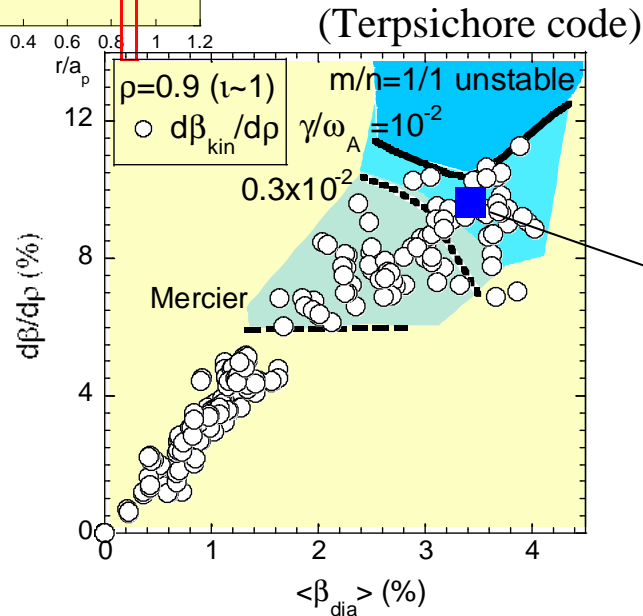 (Terpsichore code)
0.4 0.6 0.8 1 1.2
r/a_p
ρ=0.9 (ι~1)
dβ_kin/dρ
m/n=1/1 unstable
γ/ω_A =10^-2
0.3x10^-2
Mercier
12
8
4
0
dβ/dρ (%)
0 1 2 3 4
<β_dia> (%)